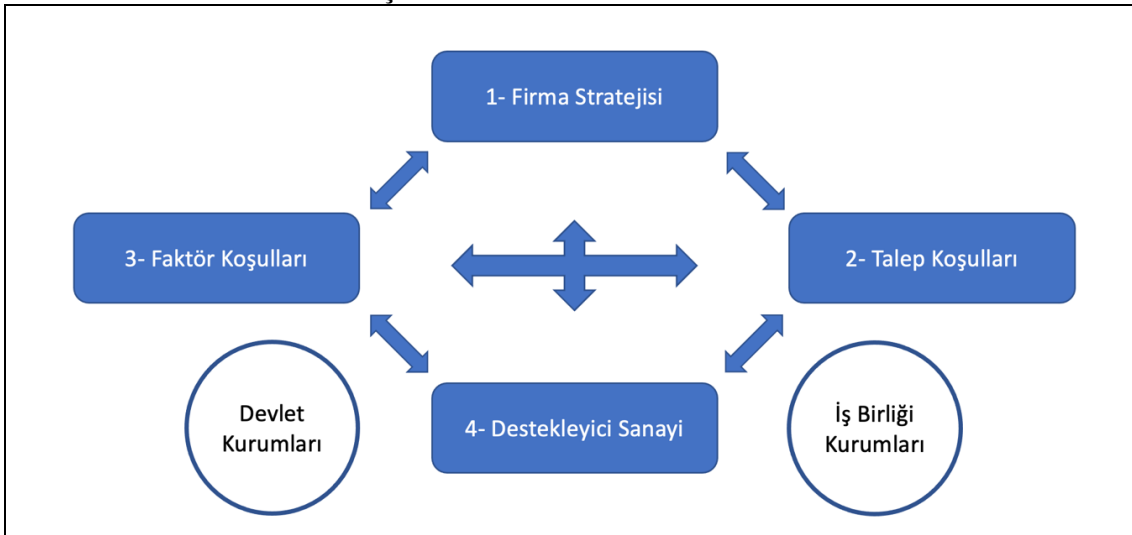 1- Firma Stratejisi
3- Faktör Koşulları
2- Talep Koşulları
Devlet
Kurumları
4- Destekleyici Sanayi
İş Birliği
Kurumları